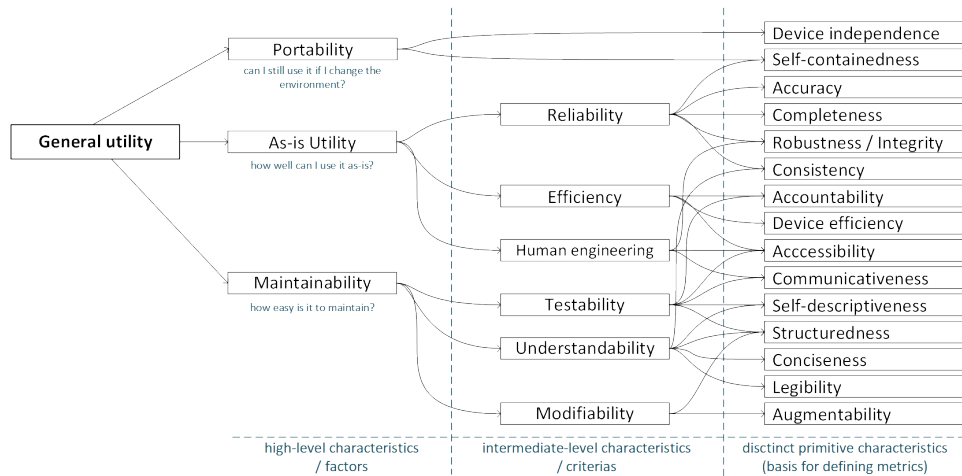 General utility
Portability
can I still use it if I change the
environment?
As-is Utility
how well can I use it as-is?
Maintainability
how easy is it to maintain?
Reliability
Efficiency
Human engineering
Testability
Understandability
Modifiability
Device independence
Self-containedness
Accuracy
Completeness
Robustness / Integrity
Consistency
Accountability
Device efficiency
Acccessibility
Communicativeness
Self-descriptiveness
Structuredness
Conciseness
Legibility
Augmentability
high-level characteristics
/ factors
intermediate-level characteristics
/ criterias
disctinct primitive characteristics
(basis for defining metrics)